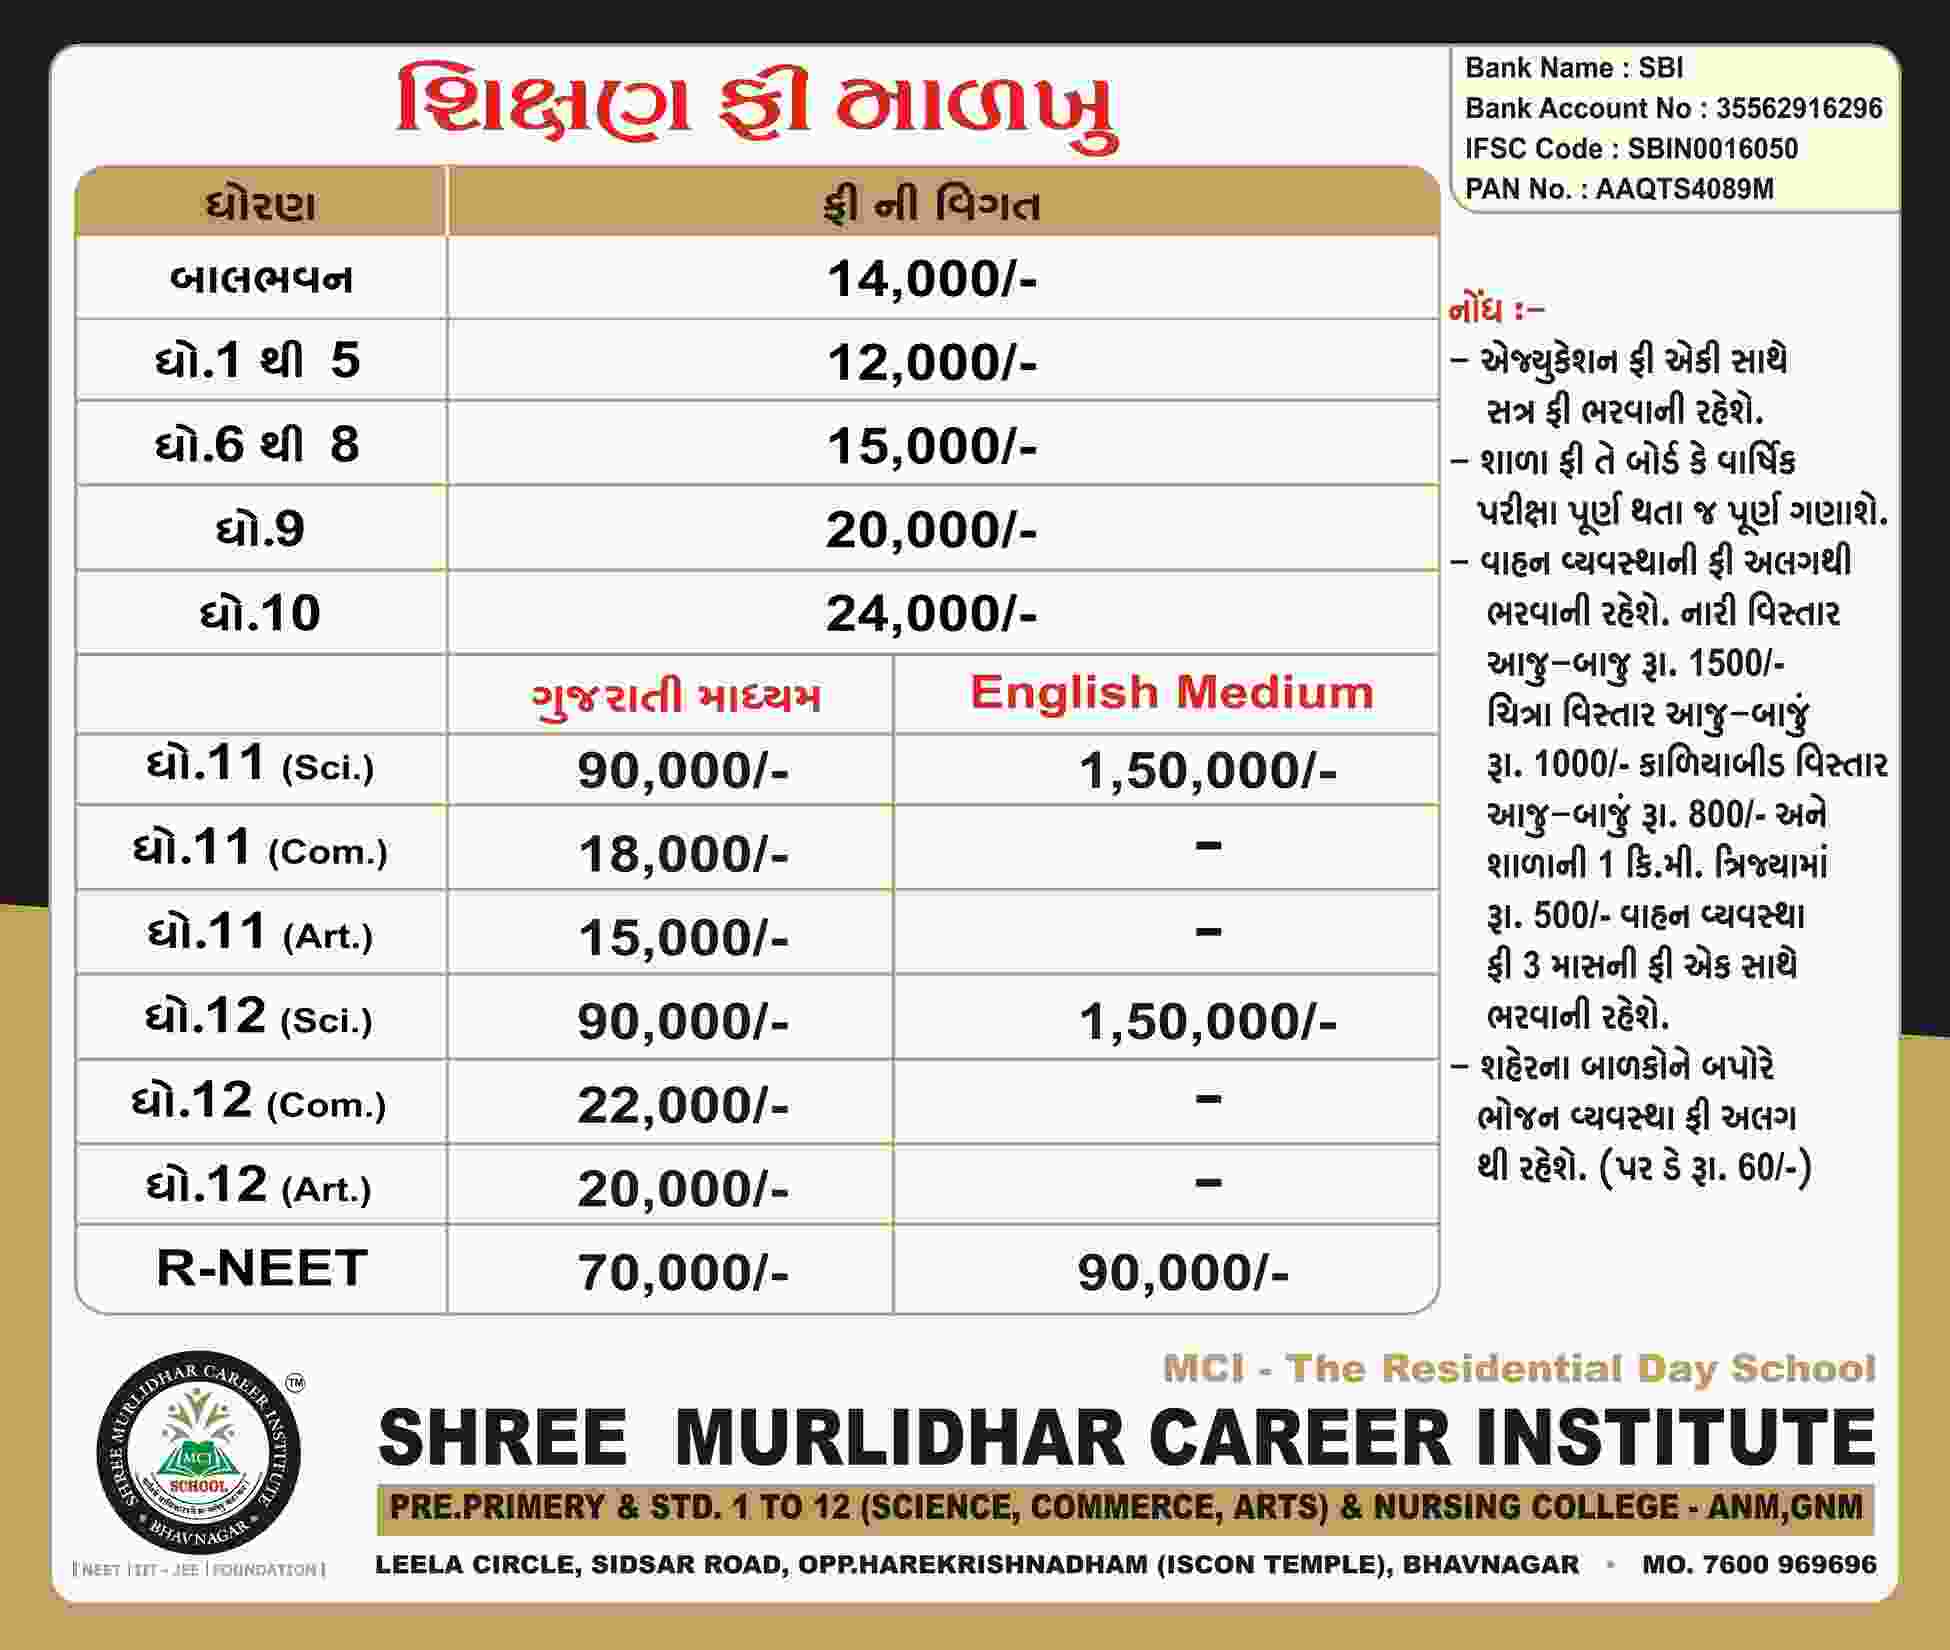 શિક્ષણ ફી માળખુ
Bank Name : SBI
Bank Account No : 35562916296
IFSC Code : SBIN0016050
PAN No. : AAQTS4089M
ધોરણ ફી ની વિગત
બાલભવન 14,000/-
ધો.1 થી 5 12,000/-
ધો.6 થી 8 15,000/-
ધો.9 20,000/-
ધો.10 24,000/-
ગુજરાતી માધ્યમ English Medium
ધો.11 (Sci.) 90,000/- 1,50,000/-
ધો.11 (Com.) 18,000/- –
ધો.11 (Art.) 15,000/- –
ધો.12 (Sci.) 90,000/- 1,50,000/-
ધો.12 (Com.) 22,000/- –
ધો.12 (Art.) 20,000/- –
R-NEET 70,000/- 90,000/-
નોંધ :–
– એજ્યુકેશન ફી એકી સાથે
સત્ર ફી ભરવાની રહેશે.
– શાળા ફી તે બોર્ડ કે વાર્ષિક
પરીક્ષા પૂર્ણ થતા જ પૂર્ણ ગણાશે.
– વાહન વ્યવસ્થાની ફી અલગથી
ભરવાની રહેશે. નારી વિસ્તાર
આજુ–બાજુ રૂા. 1500/-
ચિત્રા વિસ્તાર આજુ–બાજું
રૂા. 1000/- કાળિયાબીડ વિસ્તાર
આજુ–બાજું રૂા. 800/- અને
શાળાની 1 કિ.મી. ત્રિજ્યામાં
રૂા. 500/- વાહન વ્યવસ્થા
ફી 3 માસની ફી એક સાથે
ભરવાની રહેશે.
– શહેરના બાળકોને બપોરે
ભોજન વ્યવસ્થા ફી અલગ
થી રહેશે. (પર ડે રૂા. 60/-)
MCI - The Residential Day School
SHREE MURLIDHAR CAREER INSTITUTE
PRE.PRIMERY & STD. 1 TO 12 (SCIENCE, COMMERCE, ARTS) & NURSING COLLEGE - ANM,GNM
LEELA CIRCLE, SIDSAR ROAD, OPP.HAREKRISHNADHAM (ISCON TEMPLE), BHAVNAGAR • MO. 7600 969696
SHREE MURLIDHAR CAREER INSTITUTE
TM
MCI
SCHOOL
* BHAVNAGAR *
| NEET | IIT - JEE | FOUNDATION |